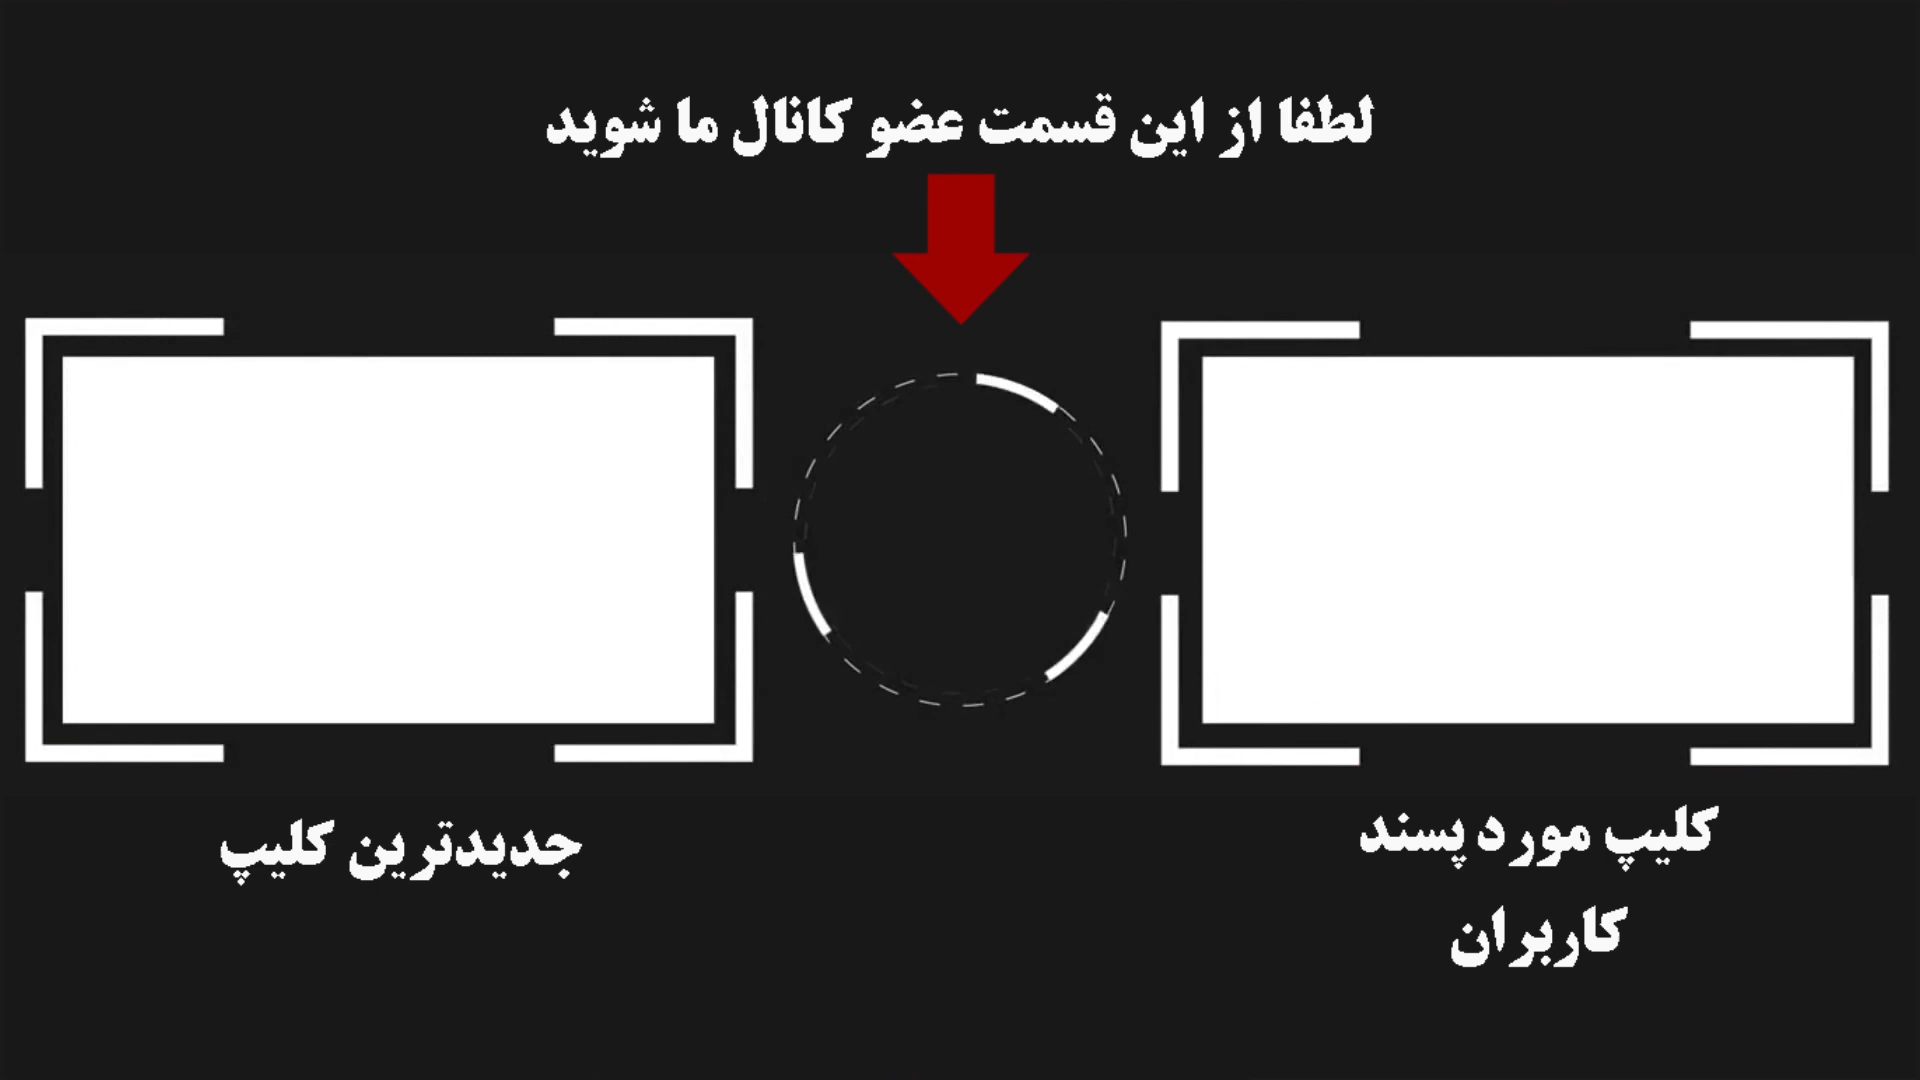 لطفا از این قسمت عضو کانال ما شوید
کلیپ مورد پسند
کاربران
جدیدترین کلیپ